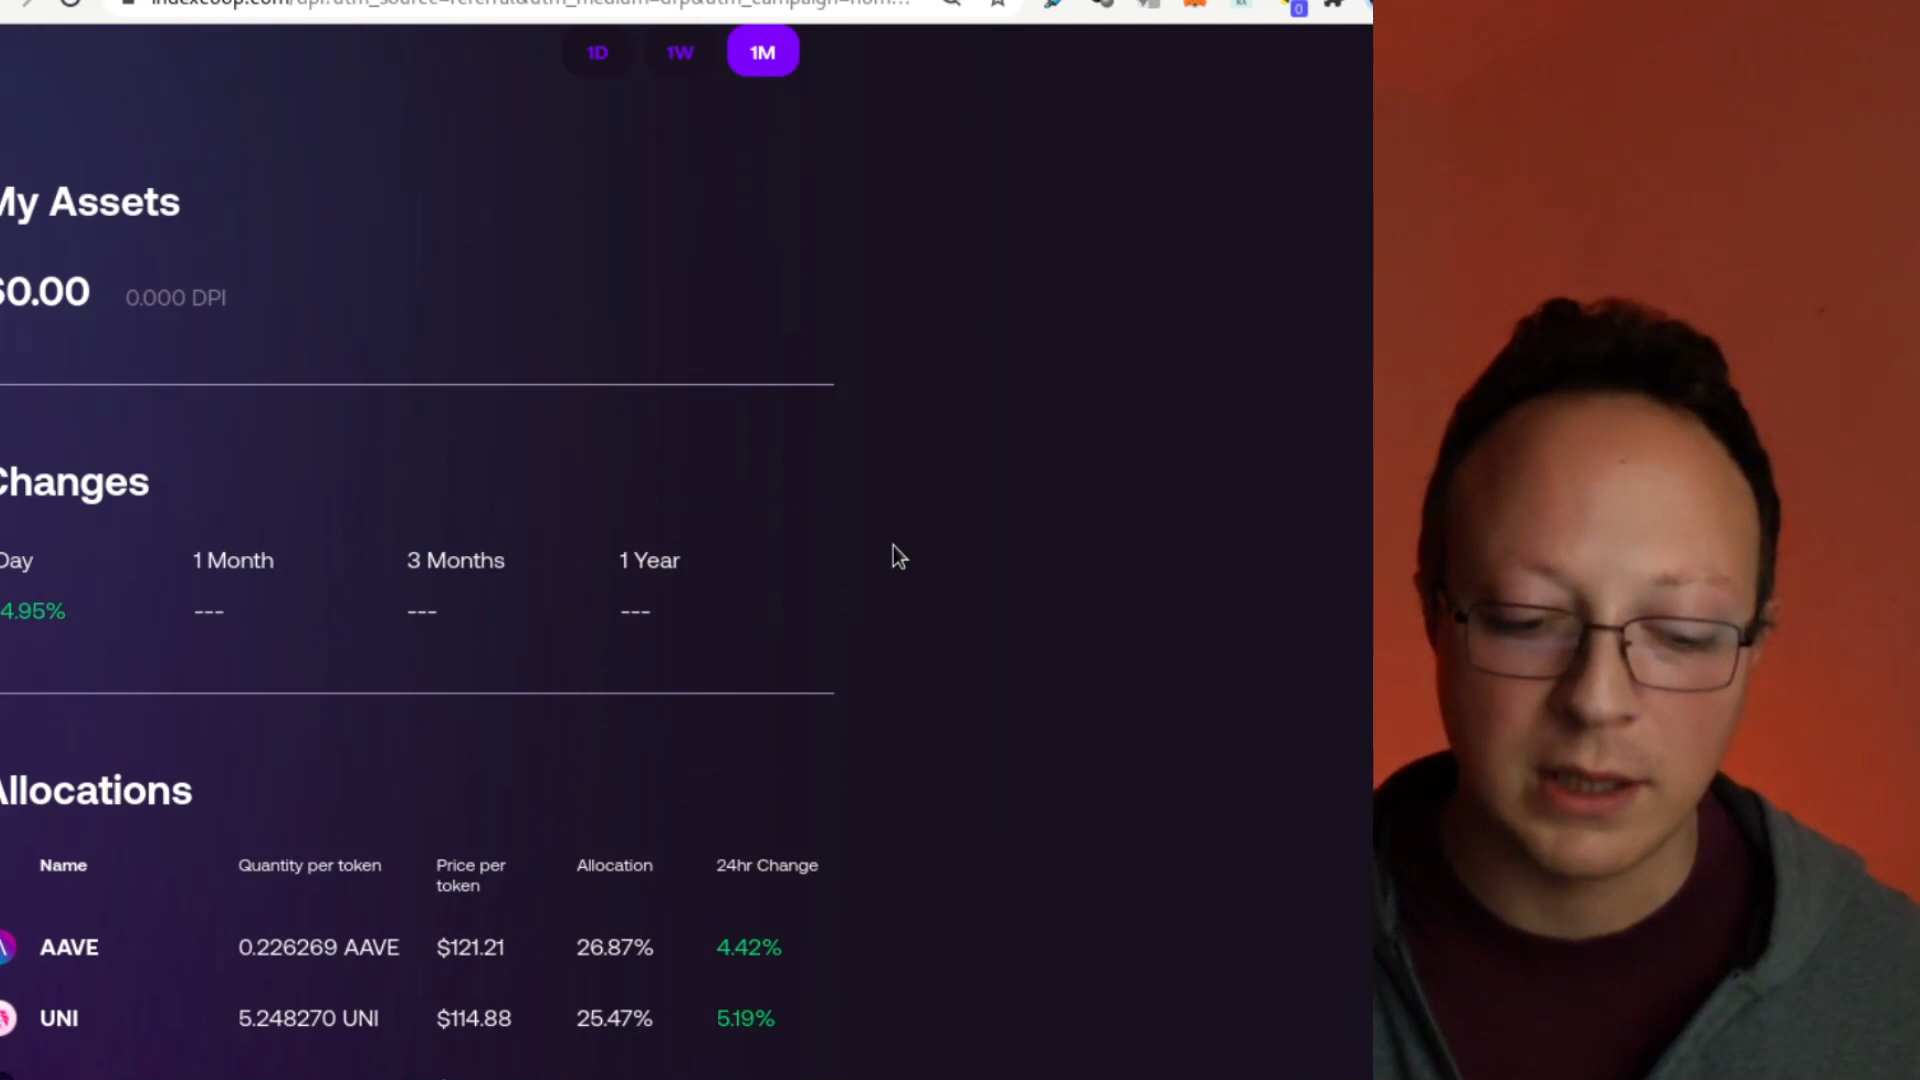 1D 1W 1M
My Assets
$0.00 0.000 DPI
Changes
Day 1 Month 3 Months 1 Year
4.95% --- --- ---
Allocations
Name Quantity per token Price per token Allocation 24hr Change
AAVE 0.226269 AAVE $121.21 26.87% 4.42%
UNI 5.248270 UNI $114.88 25.47% 5.19%
0